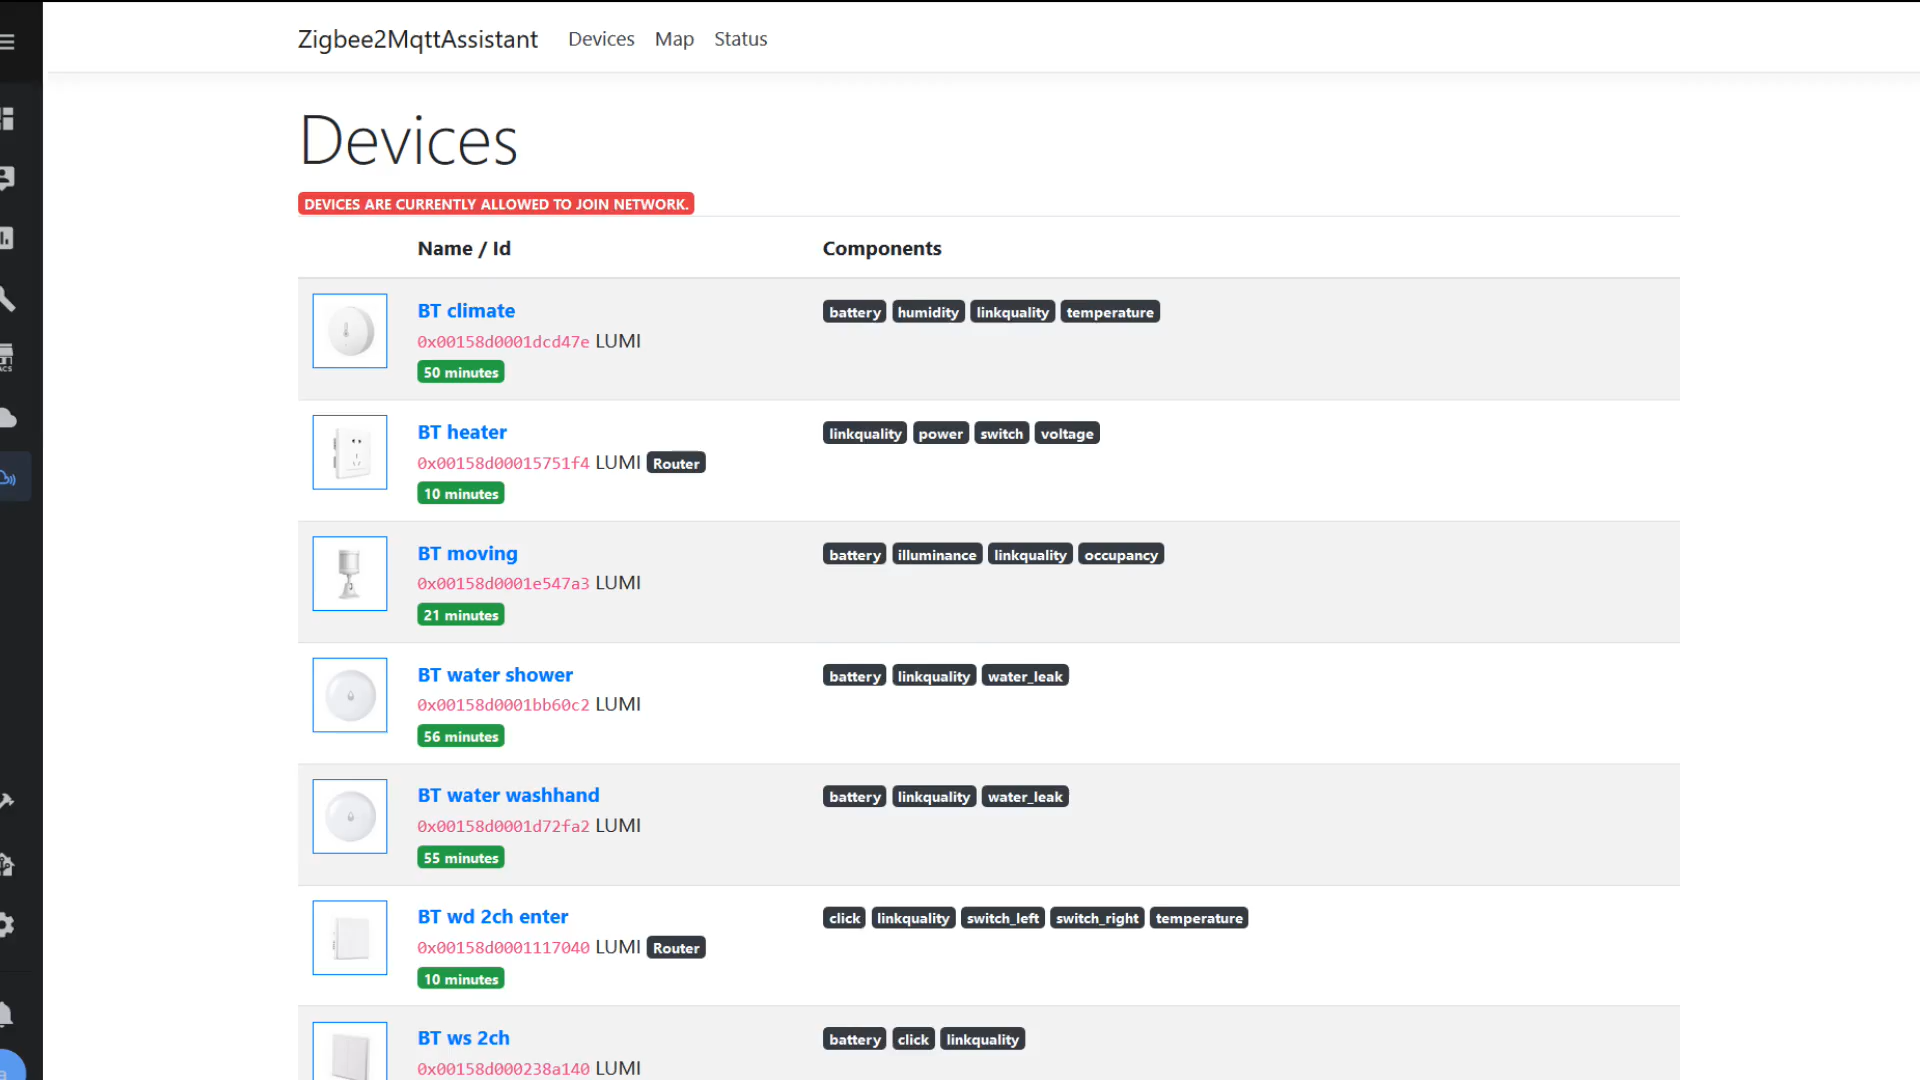 Zigbee2MqttAssistant Devices Map Status
Devices
DEVICES ARE CURRENTLY ALLOWED TO JOIN NETWORK.
Name / Id Components
BT climate battery humidity linkquality temperature
0x00158d0001dcd47e LUMI
50 minutes
BT heater linkquality power switch voltage
0x00158d00015751f4 LUMI Router
10 minutes
BT moving battery illuminance linkquality occupancy
0x00158d0001e547a3 LUMI
21 minutes
BT water shower battery linkquality water_leak
0x00158d0001bb60c2 LUMI
56 minutes
BT water washhand battery linkquality water_leak
0x00158d0001d72fa2 LUMI
55 minutes
BT wd 2ch enter click linkquality switch_left switch_right temperature
0x00158d0001117040 LUMI Router
10 minutes
BT ws 2ch battery click linkquality
0x00158d000238a140 LUMI